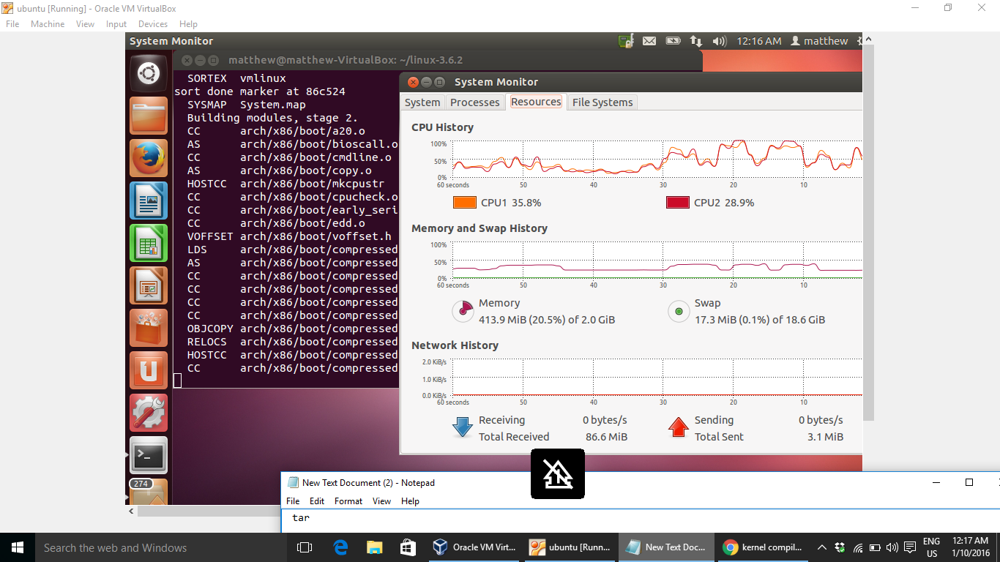 ubuntu [Running] - Oracle VM VirtualBox
File Machine View Input Devices Help
System Monitor 12:16 AM matthew
matthew@matthew-VirtualBox: ~/linux-3.6.2
SORTEX vmlinux
sort done marker at 86c524
SYSMAP System.map
Building modules, stage 2.
CC arch/x86/boot/a20.o
AS arch/x86/boot/bioscall.o
CC arch/x86/boot/cmdline.o
AS arch/x86/boot/copy.o
HOSTCC arch/x86/boot/mkcpustr
CC arch/x86/boot/cpucheck.o
CC arch/x86/boot/early_seri
CC arch/x86/boot/edd.o
VOFFSET arch/x86/boot/voffset.h
LDS arch/x86/boot/compressed
AS arch/x86/boot/compressed
CC arch/x86/boot/compressed
CC arch/x86/boot/compressed
CC arch/x86/boot/compressed
CC arch/x86/boot/compressed
OBJCOPY arch/x86/boot/compressed
RELOCS arch/x86/boot/compressed
HOSTCC arch/x86/boot/compressed
CC arch/x86/boot/compressed
System Monitor
System Processes Resources File Systems
CPU History
100%
50%
0%
60 seconds 50 40 30 20 10
CPU1 35.8% CPU2 28.9%
Memory and Swap History
100%
50%
0%
60 seconds 50 40 30 20 10
Memory Swap
413.9 MiB (20.5%) of 2.0 GiB 17.3 MiB (0.1%) of 18.6 GiB
Network History
2.0 KiB/s
1.0 KiB/s
0.0 KiB/s
60 seconds 50 40 30 20 10
Receiving 0 bytes/s Sending 0 bytes/s
Total Received 86.6 MiB Total Sent 3.1 MiB
274
New Text Document (2) - Notepad
File Edit Format View Help
tar
Search the web and Windows
Oracle VM Virt...
ubuntu [Runn...
New Text Doc...
kernel compil...
ENG
US
12:17 AM
1/10/2016